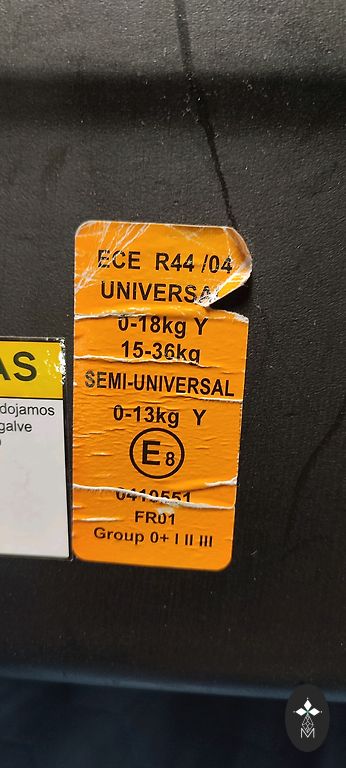 ECE R44 /04
UNIVERSAL
0-18kg Y
15-36kg
SEMI-UNIVERSAL
0-13kg Y
E8
0410551
FR01
Group 0+ I II III
AS
dojamos
galve
M